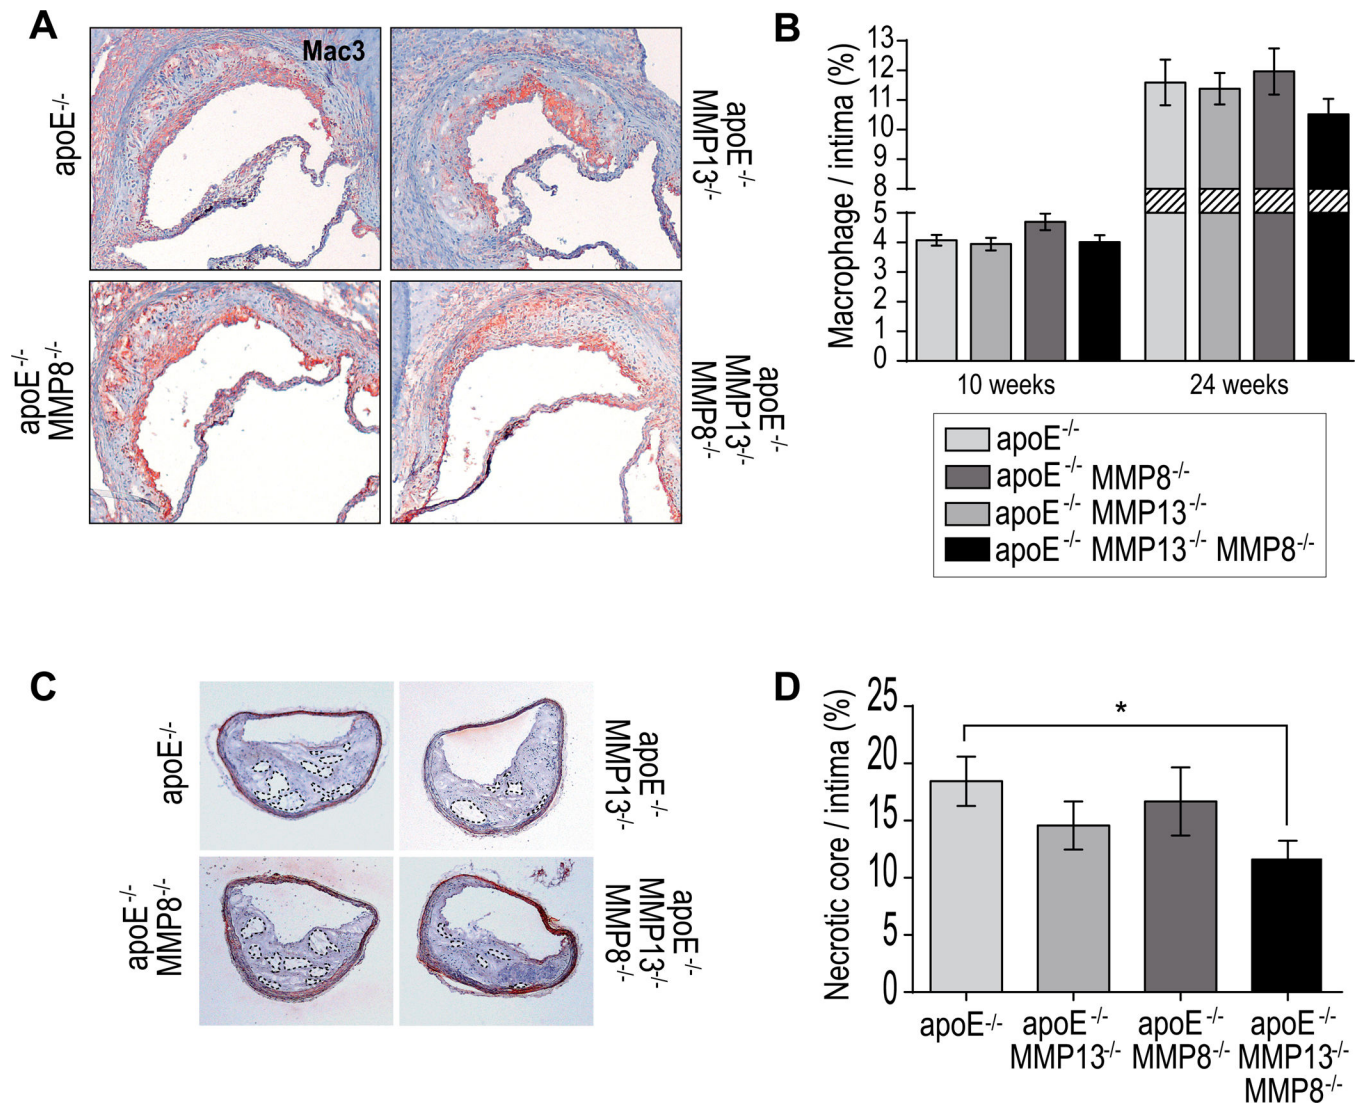 A
Mac3
apoE-/-
apoE-/-
MMP13-/-
apoE-/-
MMP8-/-
apoE-/-
MMP13-/-
MMP8-/-
B
Macrophage / intima (%)
13
12
11
10
9
8
5
4
3
2
1
0
10 weeks
24 weeks
apoE-/-
apoE-/- MMP8-/-
apoE-/- MMP13-/-
apoE-/- MMP13-/- MMP8-/-
C
apoE-/-
apoE-/-
MMP13-/-
apoE-/-
MMP8-/-
apoE-/-
MMP13-/-
MMP8-/-
D
Necrotic core / intima (%)
25
20
15
10
5
0
*
apoE-/-
apoE-/-
MMP13-/-
apoE-/-
MMP8-/-
apoE-/-
MMP13-/-
MMP8-/-